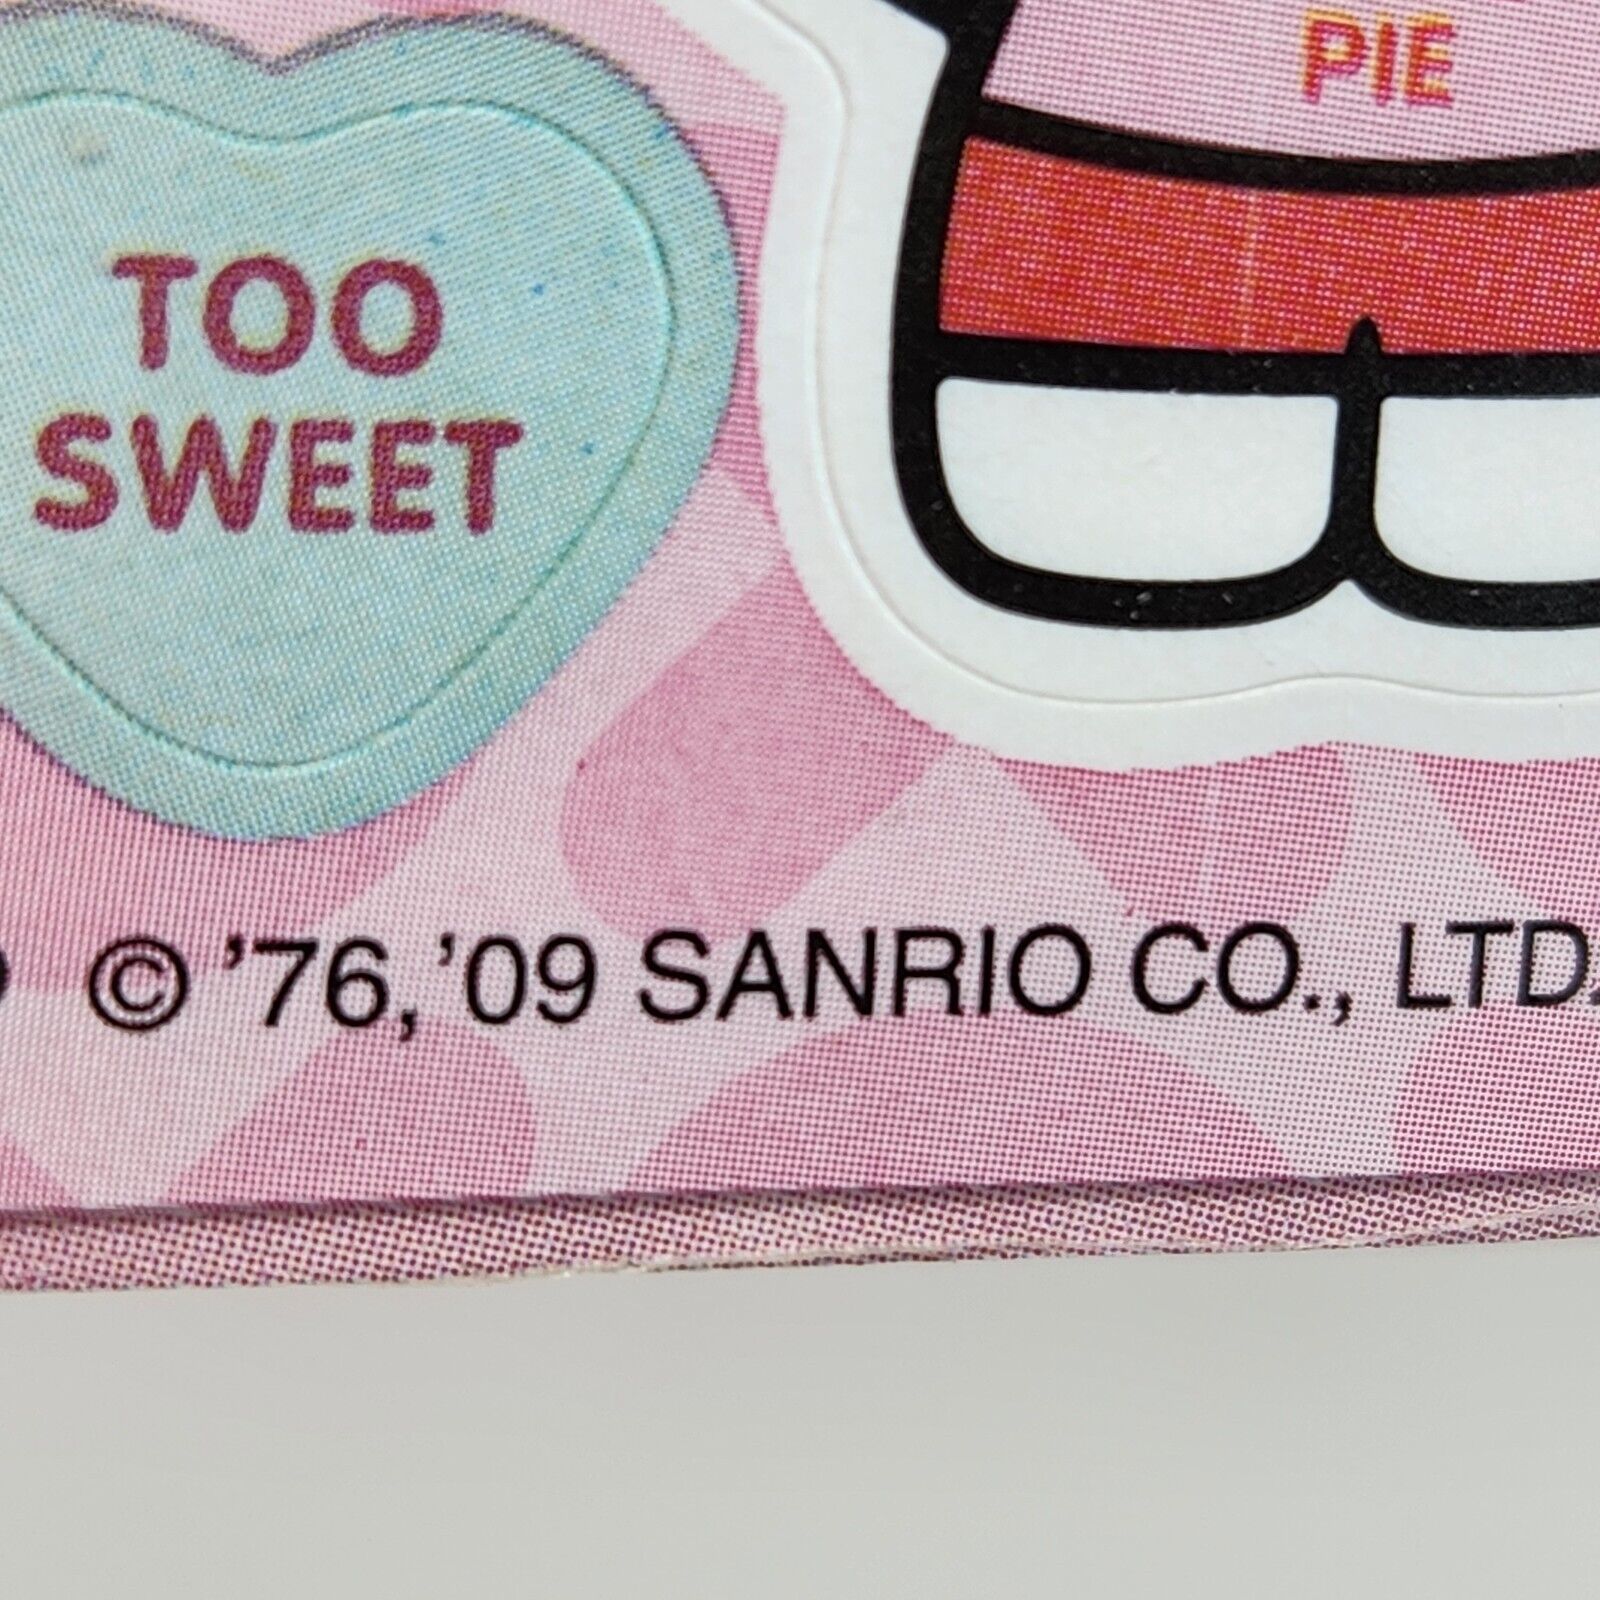 PIE
TOO
SWEET
© '76, '09 SANRIO CO., LTD.